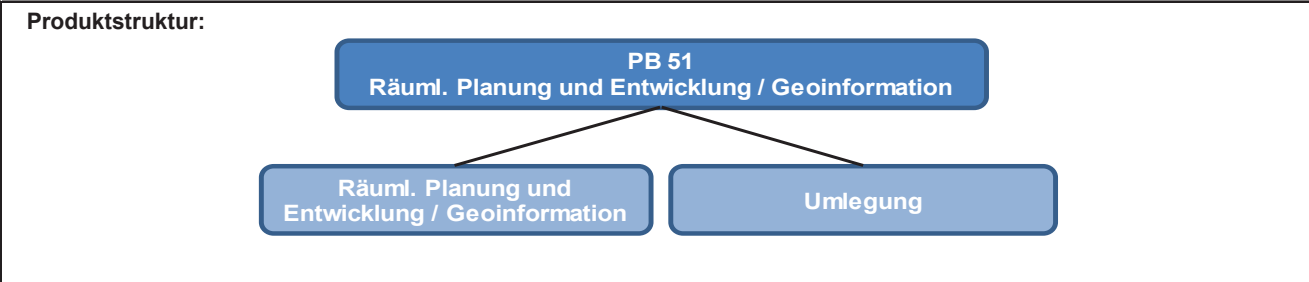 Produktstruktur:
PB 51
Räuml. Planung und Entwicklung / Geoinformation
Räuml. Planung und
Entwicklung / Geoinformation
Umlegung